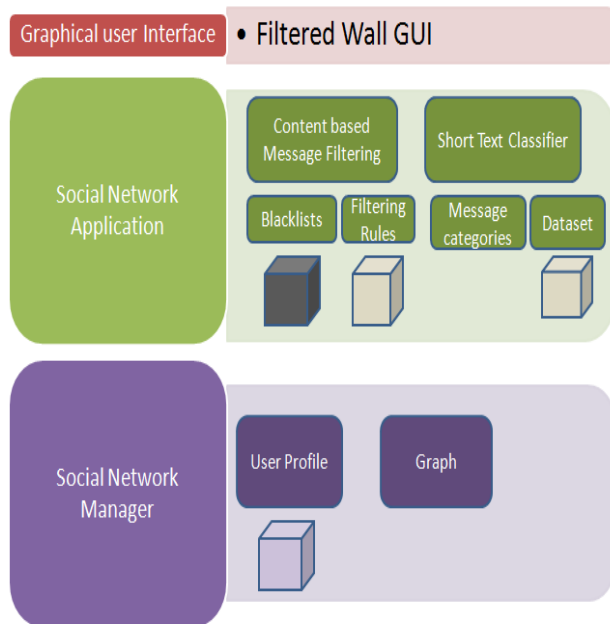 Graphical user Interface
• Filtered Wall GUI
Social Network
Application
Content based
Message Filtering
Short Text Classifier
Blacklists
Filtering
Rules
Message
categories
Dataset
Social Network
Manager
User Profile
Graph